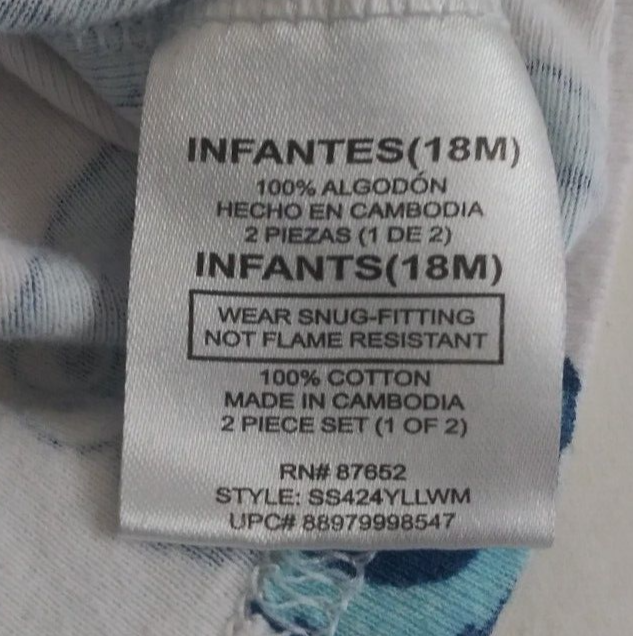 INFANTES(18M)
100% ALGODÓN
HECHO EN CAMBODIA
2 PIEZAS (1 DE 2)
INFANTS(18M)
WEAR SNUG-FITTING
NOT FLAME RESISTANT
100% COTTON
MADE IN CAMBODIA
2 PIECE SET (1 OF 2)
RN# 87652
STYLE: SS424YLLWM
UPC# 88979998547